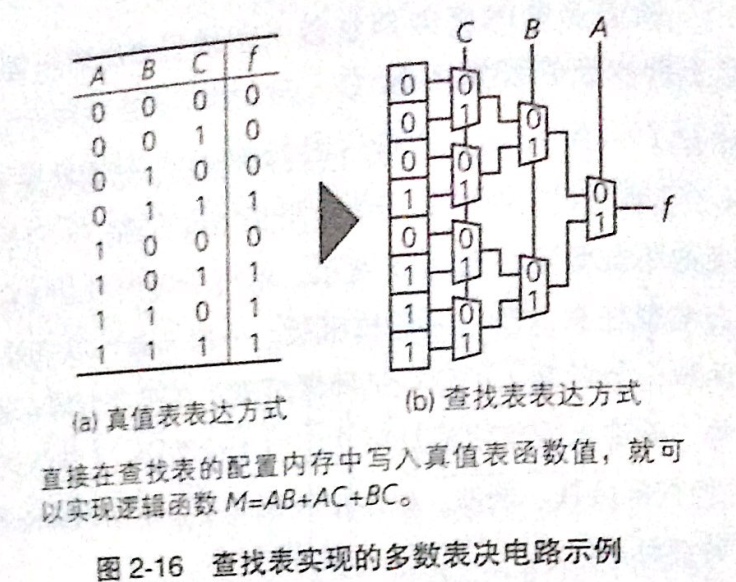 A B C f
0 0 0 0
0 0 1 0
0 1 0 0
0 1 1 1
1 0 0 0
1 0 1 1
1 1 0 1
1 1 1 1
(a) 真值表表达方式
C B A
0
0
0
1
0
1
1
1
0
1
0
1
0
1
0
1
0
1
0
1
0
1
f
(b) 查找表表达方式
直接在查找表的配置内存中写入真值表函数值，就可
以实现逻辑函数 M=AB+AC+BC。
图 2-16 查找表实现的多数表决电路示例